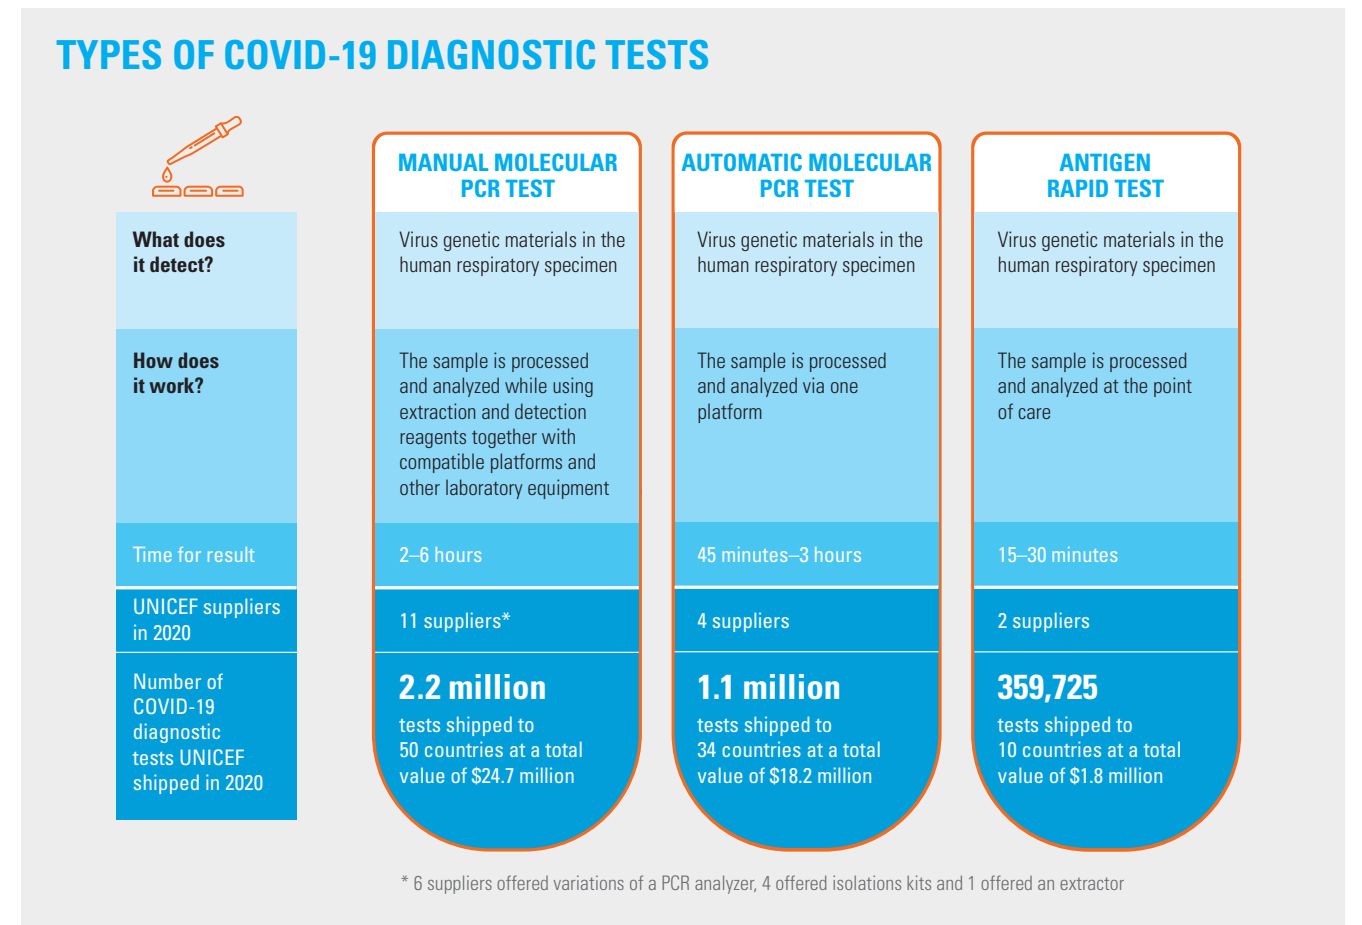 TYPES OF COVID-19 DIAGNOSTIC TESTS
MANUAL MOLECULAR
PCR TEST
AUTOMATIC MOLECULAR
PCR TEST
ANTIGEN
RAPID TEST
What does
it detect?
Virus genetic materials in the
human respiratory specimen
Virus genetic materials in the
human respiratory specimen
Virus genetic materials in the
human respiratory specimen
How does
it work?
The sample is processed
and analyzed while using
extraction and detection
reagents together with
compatible platforms and
other laboratory equipment
The sample is processed
and analyzed via one
platform
The sample is processed
and analyzed at the point
of care
Time for result
2–6 hours
45 minutes–3 hours
15–30 minutes
UNICEF suppliers
in 2020
11 suppliers*
4 suppliers
2 suppliers
Number of
COVID-19
diagnostic
tests UNICEF
shipped in 2020
2.2 million
tests shipped to
50 countries at a total
value of $24.7 million
1.1 million
tests shipped to
34 countries at a total
value of $18.2 million
359,725
tests shipped to
10 countries at a total
value of $1.8 million
* 6 suppliers offered variations of a PCR analyzer, 4 offered isolations kits and 1 offered an extractor